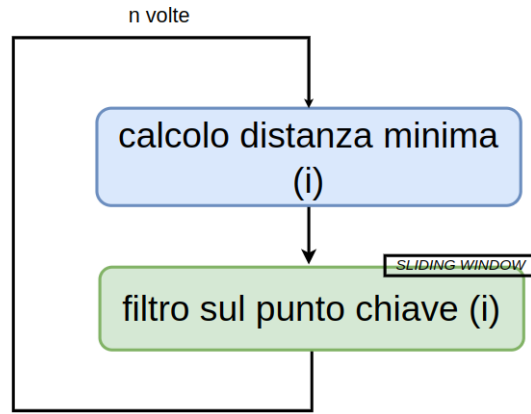 n volte
calcolo distanza minima
(i)
SLIDING WINDOW
filtro sul punto chiave (i)